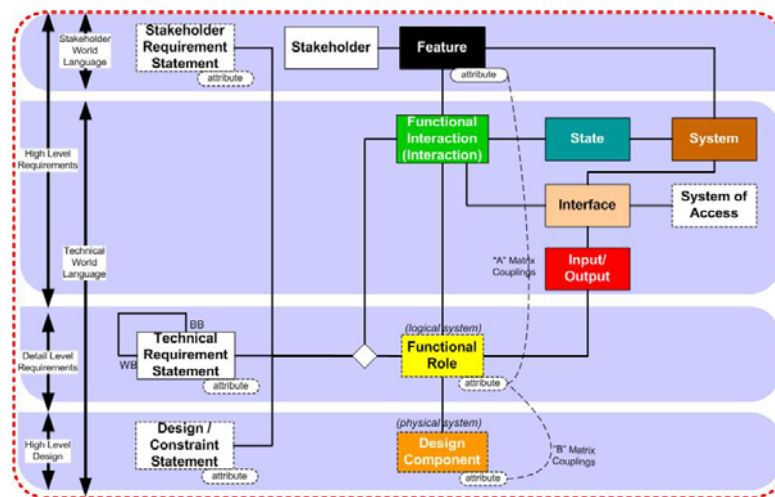 Stakeholder
World
Language
Stakeholder
Requirement
Statement
attribute
Stakeholder
Feature
attribute
High Level
Requirements
Technical
World
Language
Functional
Interaction
(Interaction)
State
System
Interface
System of
Access
"A" Matrix
Couplings
Input/
Output
Detail Level
Requirements
BB
WB
Technical
Requirement
Statement
attribute
(logical system)
Functional
Role
attribute
High Level
Design
Design /
Constraint
Statement
attribute
(physical system)
Design
Component
attribute
"B" Matrix
Couplings